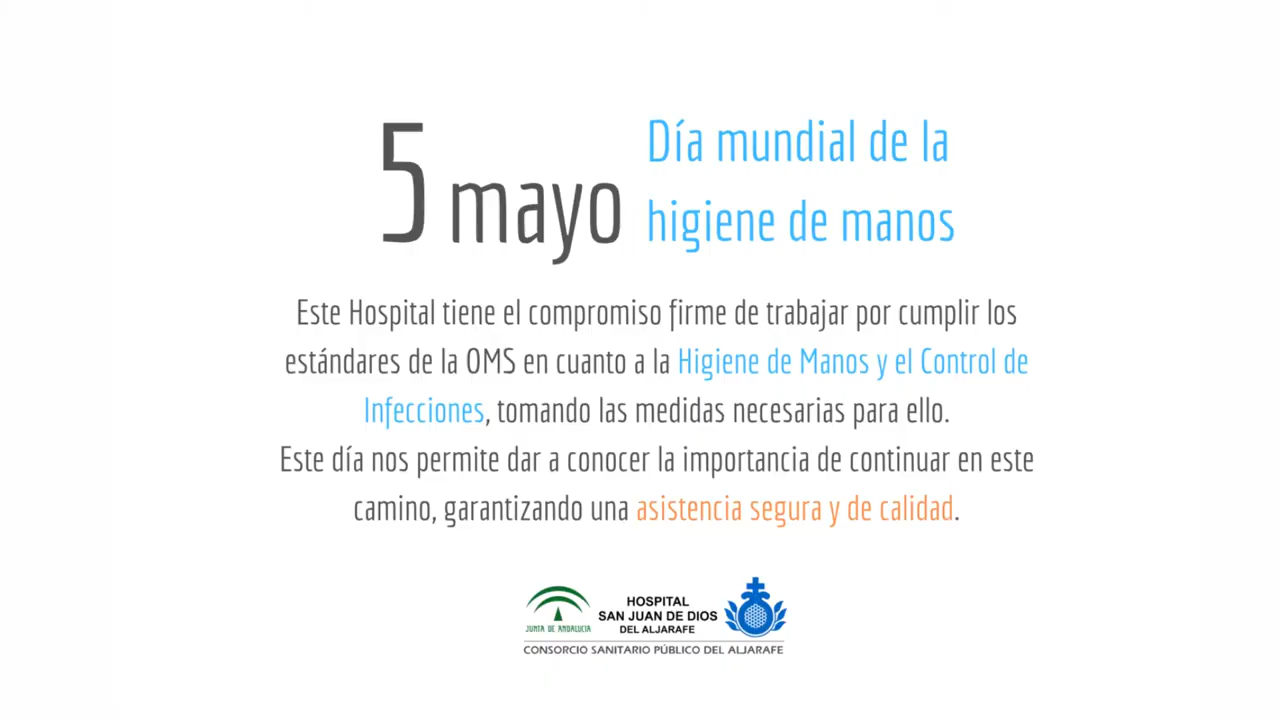 5 mayo
Día mundial de la
higiene de manos
Este Hospital tiene el compromiso firme de trabajar por cumplir los
estándares de la OMS en cuanto a la Higiene de Manos y el Control de
Infecciones, tomando las medidas necesarias para ello.
Este día nos permite dar a conocer la importancia de continuar en este
camino, garantizando una asistencia segura y de calidad.
JUNTA DE ANDALUCIA
HOSPITAL
SAN JUAN DE DIOS
DEL ALJARAFE
CONSORCIO SANITARIO PÚBLICO DEL ALJARAFE